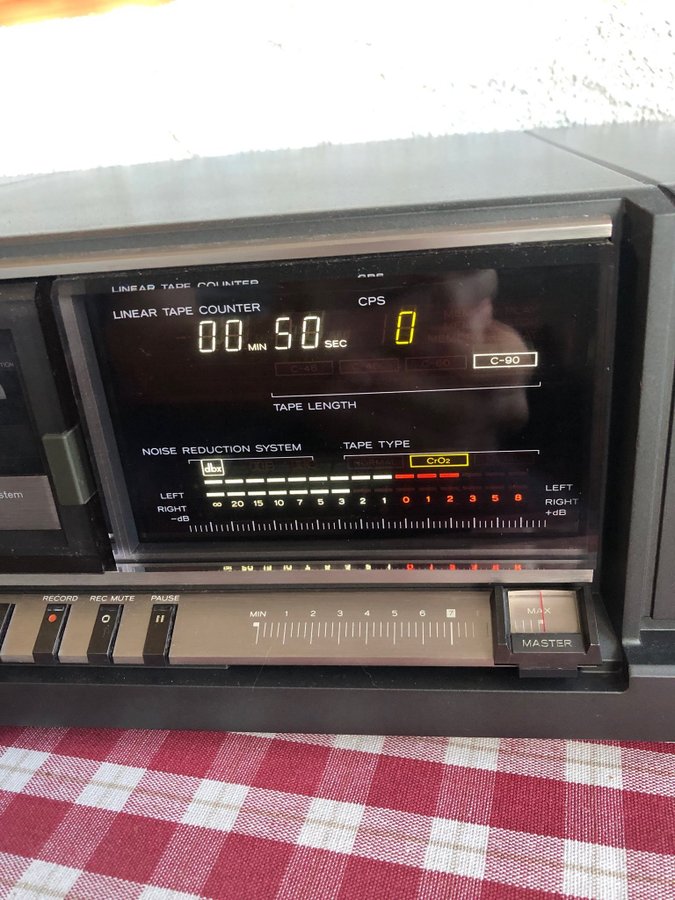 LINEAR TAPE COUNTER
CPS
00 MIN 50 SEC
0
C-46
C-90
TAPE LENGTH
NOISE REDUCTION SYSTEM
TAPE TYPE
dbx
CrO2
LEFT
LEFT
∞ 20 15 10 7 5 3 2 1 0 1 2 3 5 8
RIGHT
RIGHT
-dB
+dB
stem
RECORD
REC MUTE
PAUSE
MIN 1 2 3 4 5 6 7
MAX
MASTER